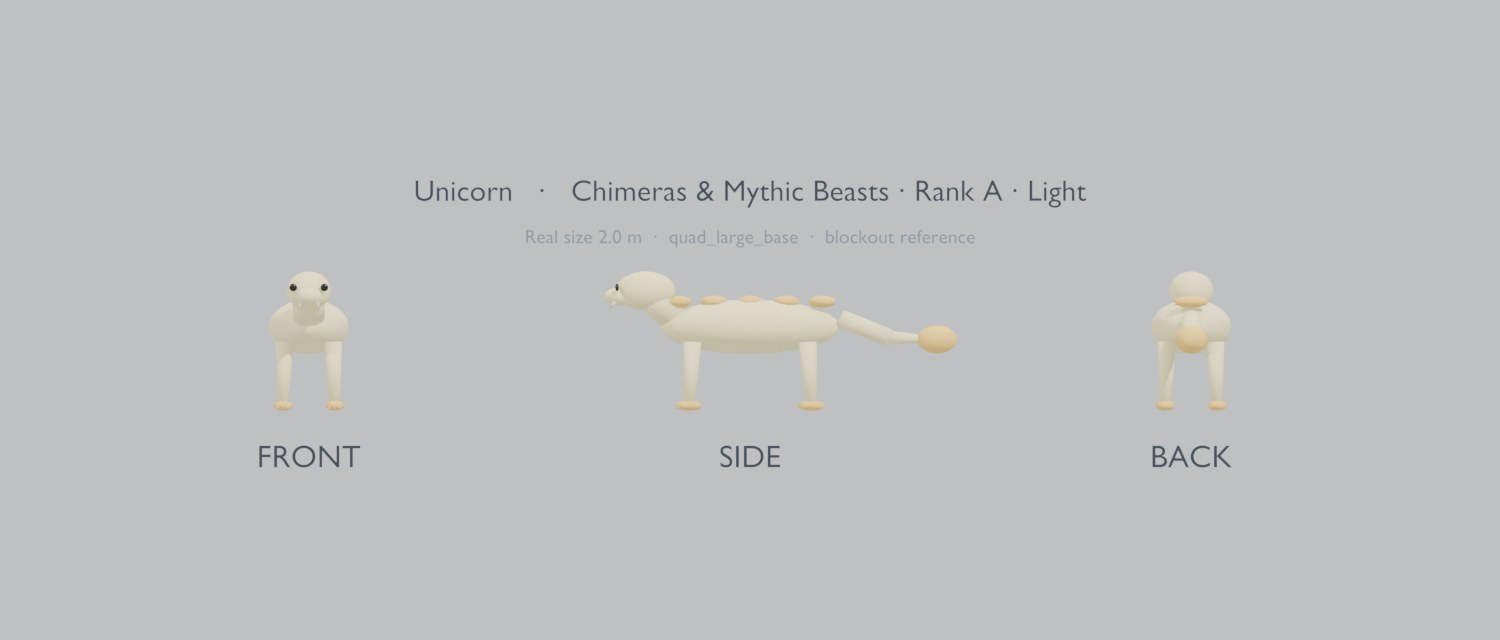 Unicorn · Chimeras & Mythic Beasts · Rank A · Light
Real size 2.0 m · quad_large_base · blockout reference
FRONT
SIDE
BACK